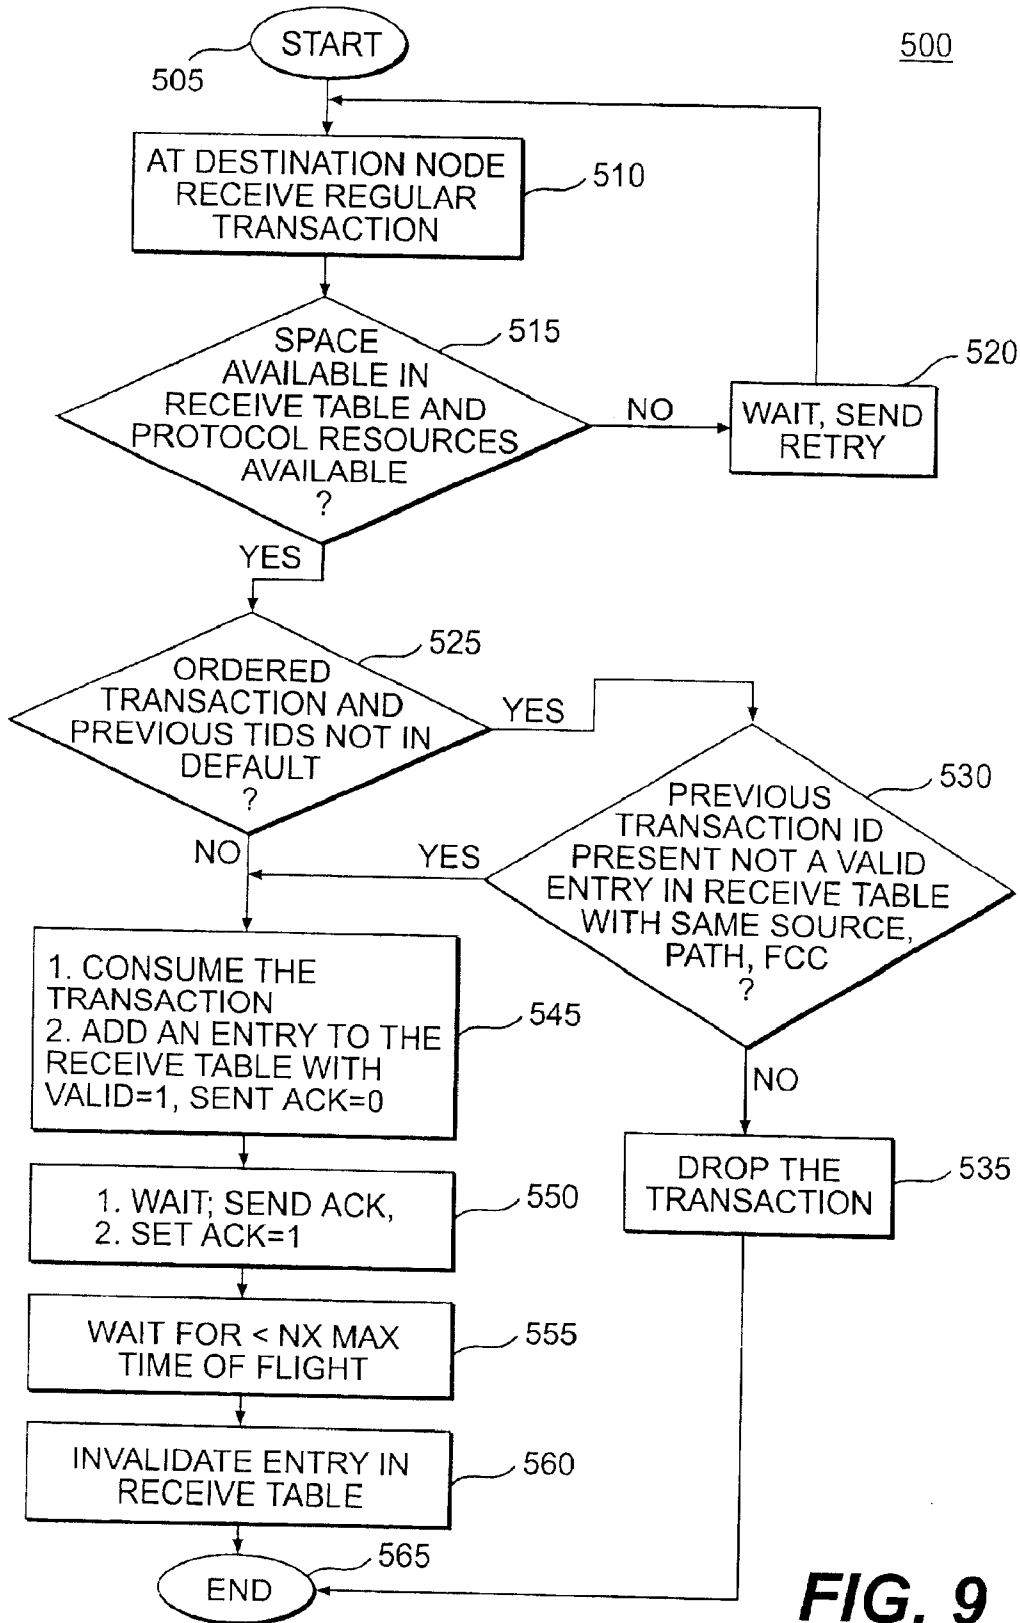 START
505
500
AT DESTINATION NODE
RECEIVE REGULAR
TRANSACTION
510
SPACE
AVAILABLE IN
RECEIVE TABLE AND
PROTOCOL RESOURCES
AVAILABLE
?
515
NO
WAIT, SEND
RETRY
520
YES
ORDERED
TRANSACTION AND
PREVIOUS TIDS NOT IN
DEFAULT
?
525
YES
NO
PREVIOUS
TRANSACTION ID
PRESENT NOT A VALID
ENTRY IN RECEIVE TABLE
WITH SAME SOURCE,
PATH, FCC
?
530
YES
NO
1. CONSUME THE
TRANSACTION
2. ADD AN ENTRY TO THE
RECEIVE TABLE WITH
VALID=1, SENT ACK=0
545
DROP THE
TRANSACTION
535
1. WAIT; SEND ACK,
2. SET ACK=1
550
WAIT FOR < NX MAX
TIME OF FLIGHT
555
INVALIDATE ENTRY IN
RECEIVE TABLE
560
END
565
FIG. 9